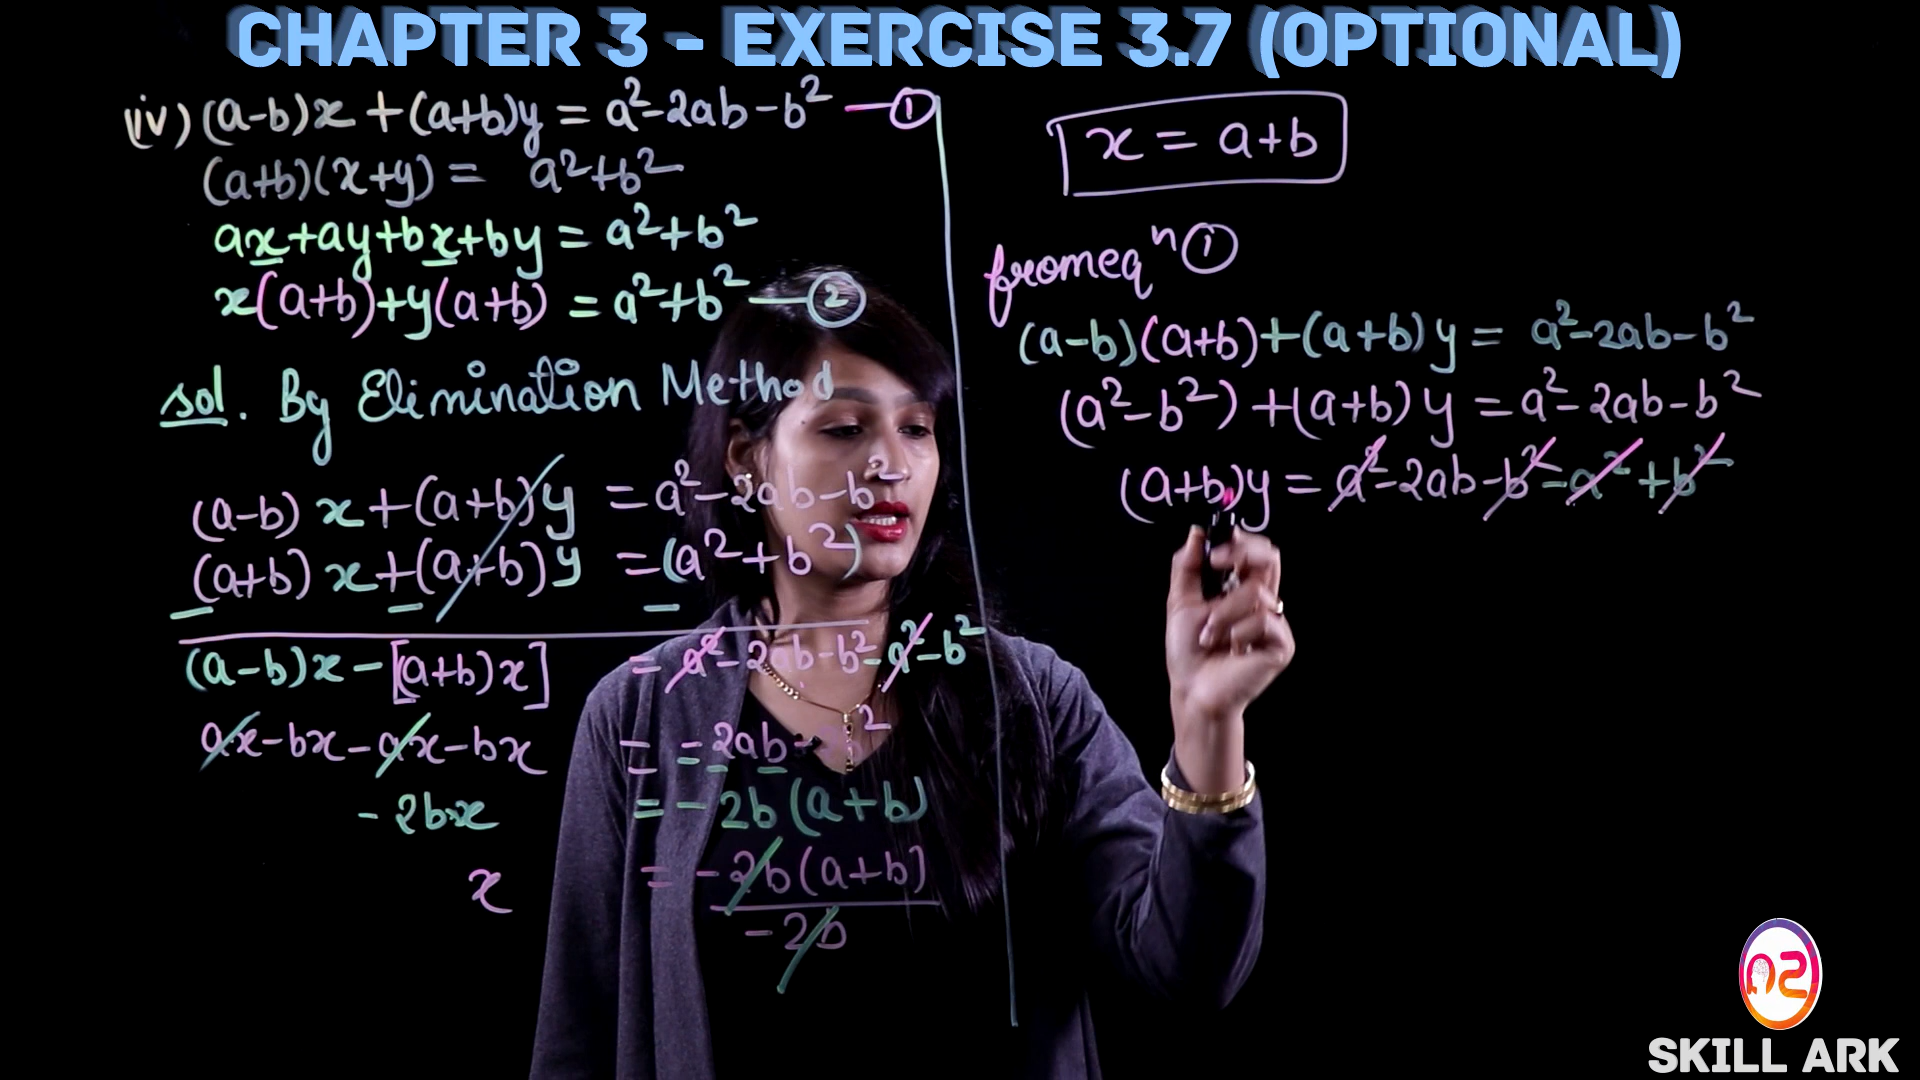 CHAPTER 3 - EXERCISE 3.7 (OPTIONAL)
(iv) (a-b)x + (a+b)y = a²-2ab-b² — ①
(a+b)(x+y) = a²+b²
ax+ay+bx+by = a²+b²
x(a+b)+y(a+b) = a²+b² — ②
sol. By Elimination Method
(a-b) x+(a+b)y = a²-2ab-b²
(a+b) x+(a+b)y = (a²+b²)
— — —
(a-b)x-[(a+b)x] = a²-2ab-b²-a²-b²
ax-bx-ax-bx = -2ab-2b²
-2bx = -2b(a+b)
x = -2b(a+b)
-2b
x = a+b
from eqⁿ ①
(a-b)(a+b)+(a+b)y = a²-2ab-b²
(a²-b²)+(a+b)y = a²-2ab-b²
(a+b)y = a²-2ab-b²-a²+b²
SKILL ARK